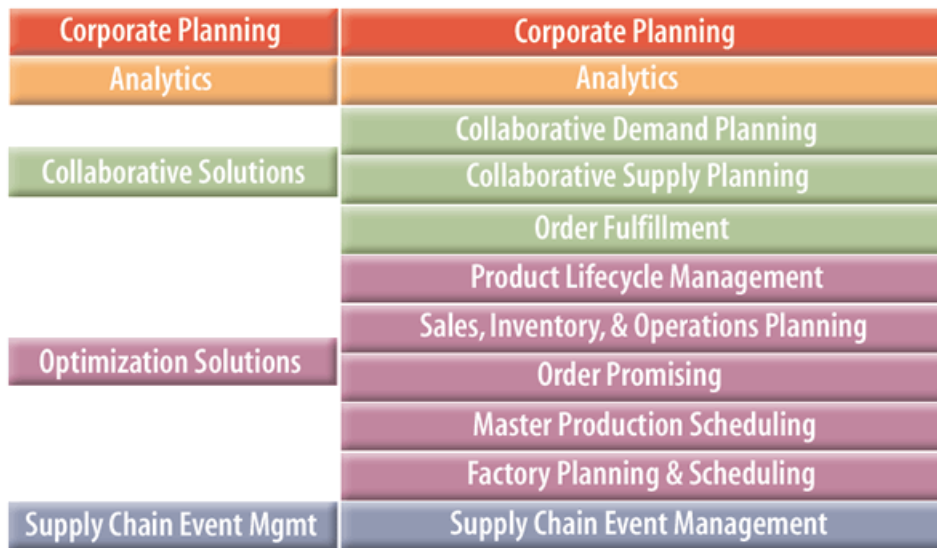 Corporate Planning Corporate Planning
Analytics Analytics
Collaborative Demand Planning
Collaborative Solutions Collaborative Supply Planning
Order Fulfillment
Product Lifecycle Management
Sales, Inventory, & Operations Planning
Optimization Solutions Order Promising
Master Production Scheduling
Factory Planning & Scheduling
Supply Chain Event Mgmt Supply Chain Event Management